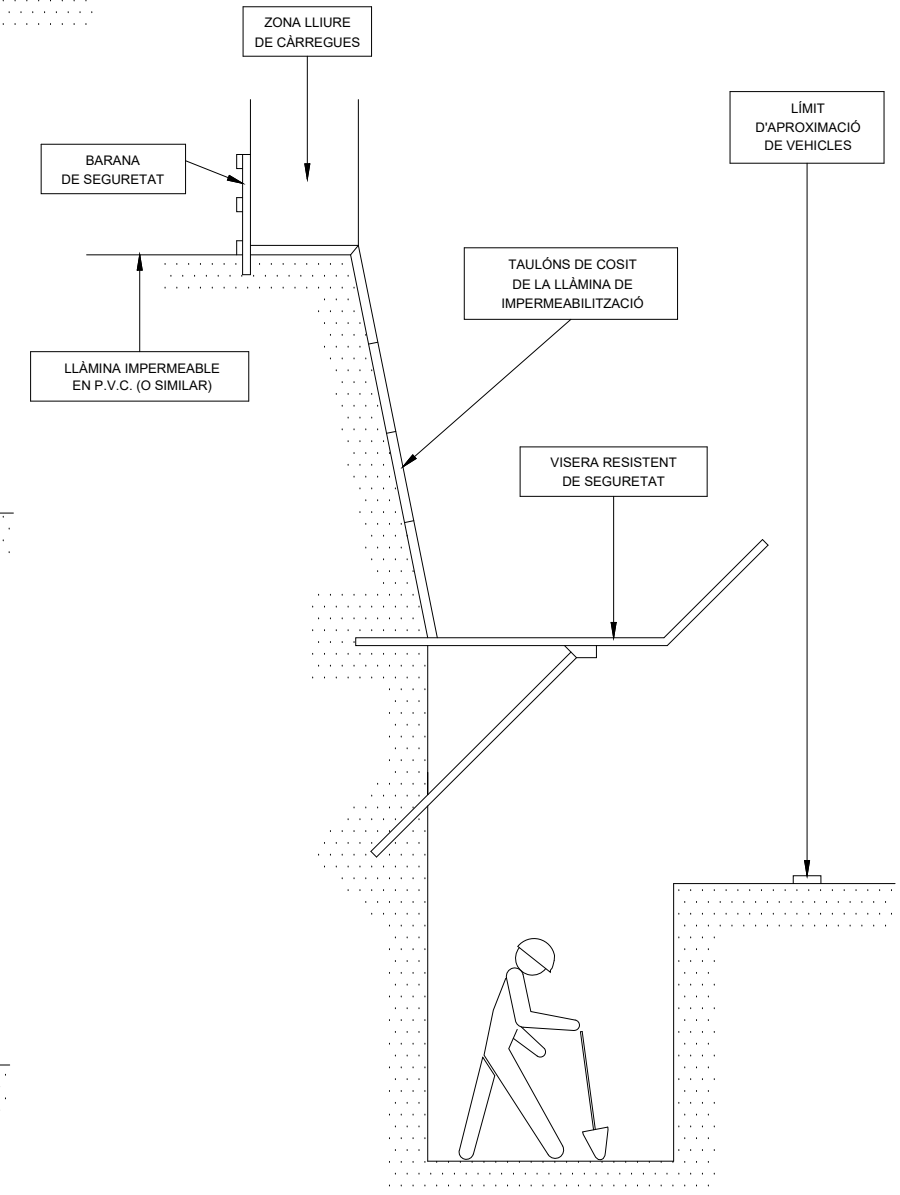 ZONA LLIURE
DE CÀRREGUES
LÍMIT
D'APROXIMACIÓ
DE VEHICLES
BARANA
DE SEGURETAT
TAULÓNS DE COSIT
DE LA LLÀMINA DE
IMPERMEABILITZACIÓ
LLÀMINA IMPERMEABLE
EN P.V.C. (O SIMILAR)
VISERA RESISTENT
DE SEGURETAT